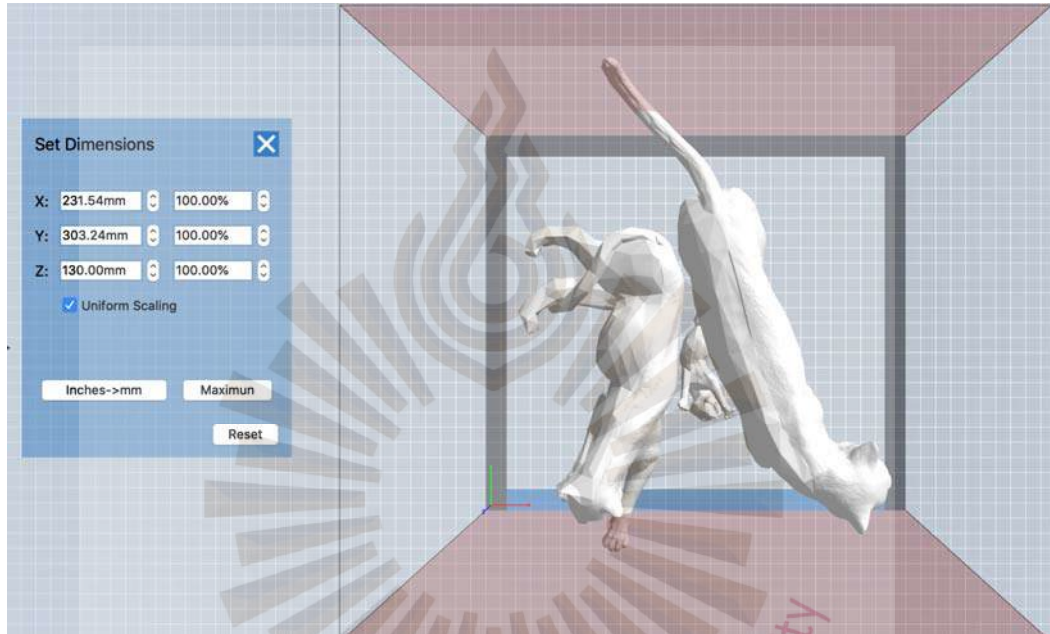 Set Dimensions
X: 231.54mm 100.00%
Y: 303.24mm 100.00%
Z: 130.00mm 100.00%
Uniform Scaling
Inches->mm Maximun
Reset
ty